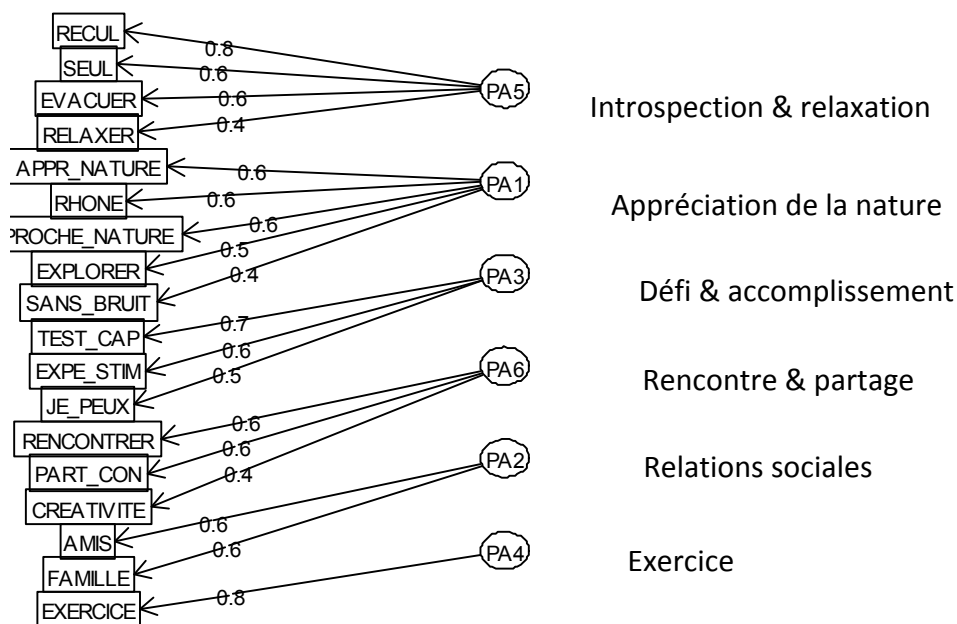 RECUL
0.8
SEUL
0.6
PA5
EVACUER
0.6
Introspection & relaxation
RELAXER
0.4
APPR_NATURE
0.6
PA1
RHONE
0.6
Appréciation de la nature
PROCHE_NATURE
0.6
EXPLORER
0.5
PA3
SANS_BRUIT
0.4
Défi & accomplissement
TEST_CAP
0.7
EXPE_STIM
0.6
PA6
Rencontre & partage
JE_PEUX
0.5
RENCONTRER
0.6
PART_CON
0.6
PA2
Relations sociales
CREATIVITE
0.4
AMIS
0.6
PA4
FAMILLE
0.6
Exercice
EXERCICE
0.8